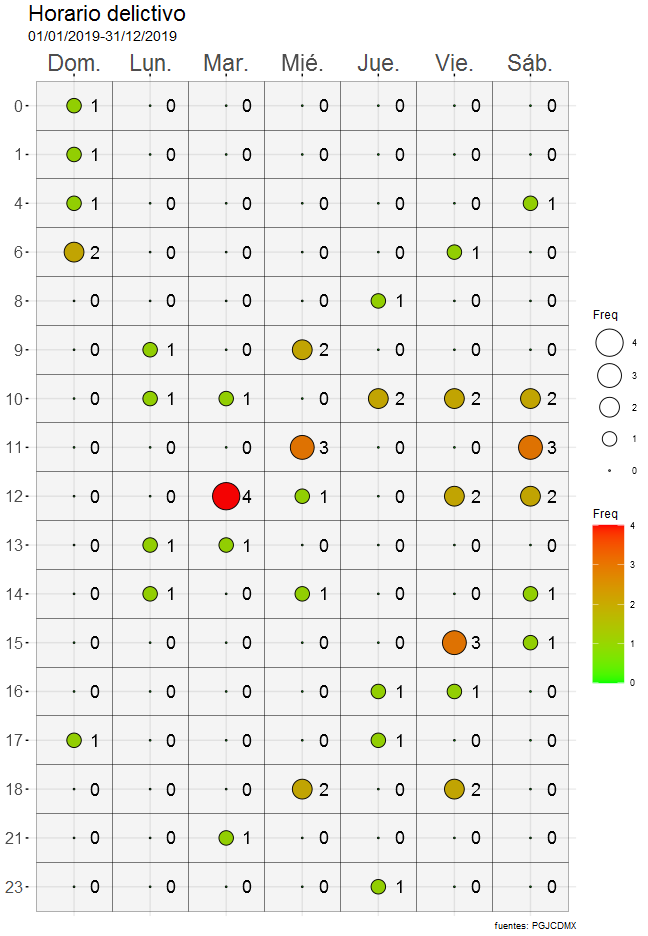 Horario delictivo
01/01/2019-31/12/2019
Dom. Lun. Mar. Mié. Jue. Vie. Sáb.
0 1 0 0 0 0 0 0
1 1 0 0 0 0 0 0
4 1 0 0 0 0 0 1
6 2 0 0 0 0 1 0
8 0 0 0 0 1 0 0
9 0 1 0 2 0 0 0
10 0 1 1 0 2 2 2
11 0 0 0 3 0 0 3
12 0 0 4 1 0 2 2
13 0 1 1 0 0 0 0
14 0 1 0 1 0 0 1
15 0 0 0 0 0 3 1
16 0 0 0 0 1 1 0
17 1 0 0 0 1 0 0
18 0 0 0 2 0 2 0
21 0 0 1 0 0 0 0
23 0 0 0 0 1 0 0
Freq
4
3
2
1
0
Freq
4
3
2
1
0
fuentes: PGJCDMX